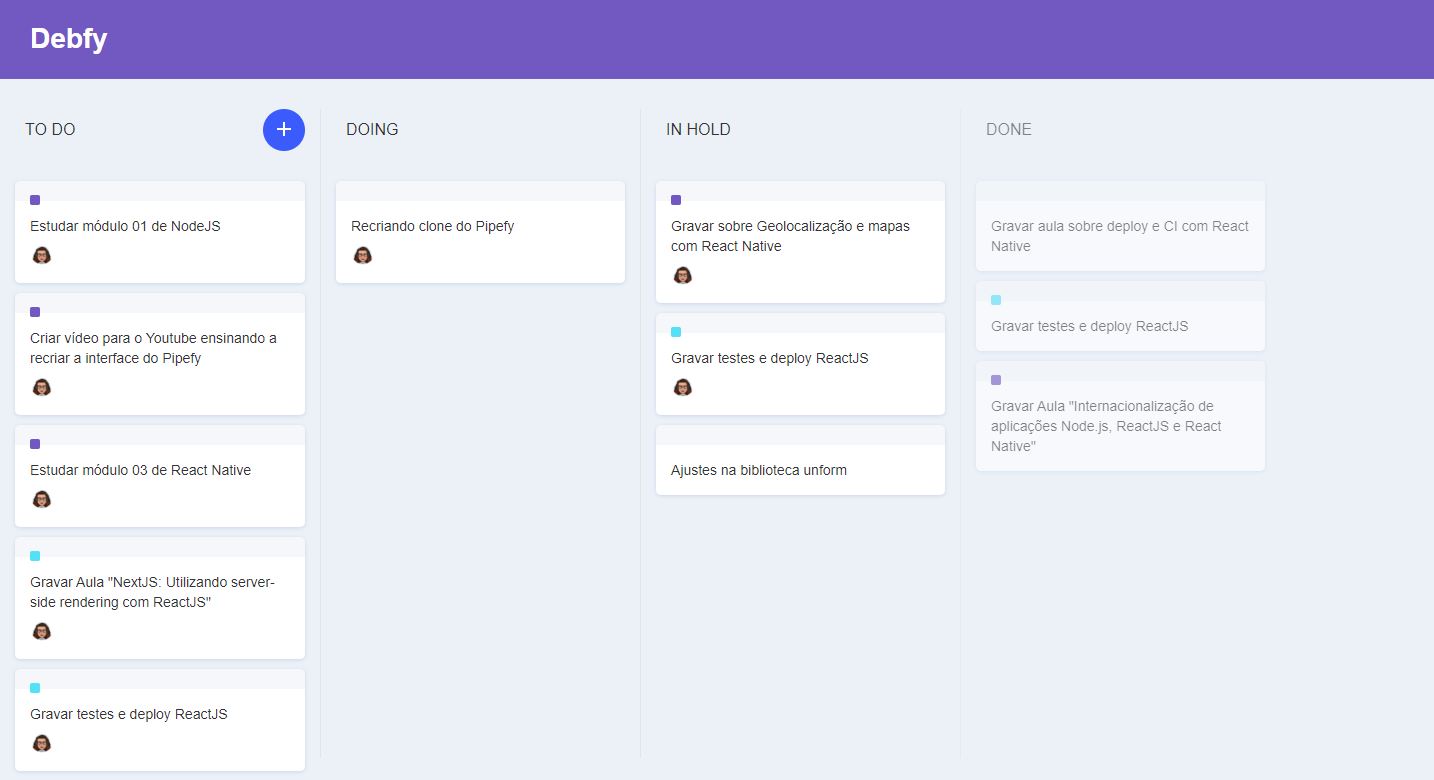 Debfy
TO DO
Estudar módulo 01 de NodeJS
Criar vídeo para o Youtube ensinando a
recriar a interface do Pipefy
Estudar módulo 03 de React Native
Gravar Aula "NextJS: Utilizando server-
side rendering com ReactJS"
Gravar testes e deploy ReactJS
DOING
Recriando clone do Pipefy
IN HOLD
Gravar sobre Geolocalização e mapas
com React Native
Gravar testes e deploy ReactJS
Ajustes na biblioteca unform
DONE
Gravar aula sobre deploy e CI com React
Native
Gravar testes e deploy ReactJS
Gravar Aula "Internacionalização de
aplicações Node.js, ReactJS e React
Native"